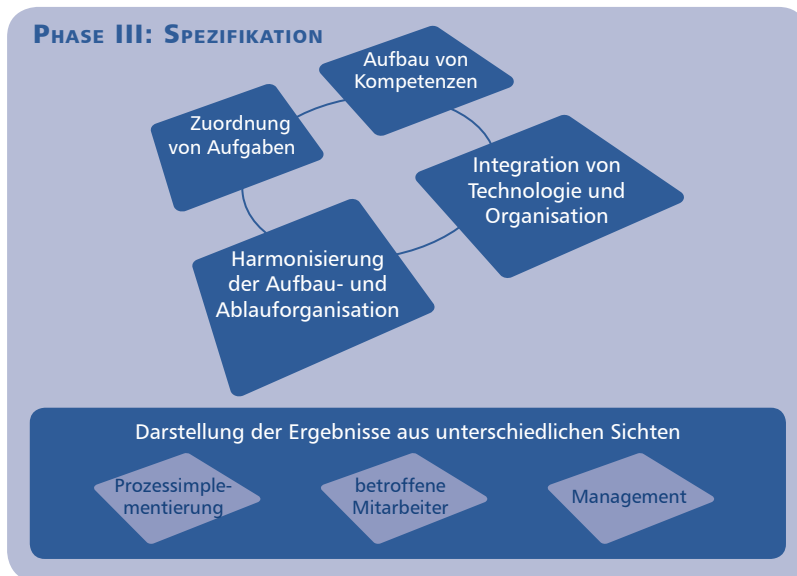 PHASE III: SPEZIFIKATION
Aufbau von
Kompetenzen
Zuordnung
von Aufgaben
Integration von
Technologie und
Organisation
Harmonisierung
der Aufbau- und
Ablauforganisation
Darstellung der Ergebnisse aus unterschiedlichen Sichten
Prozessimple-
mentierung
betroffene
Mitarbeiter
Management